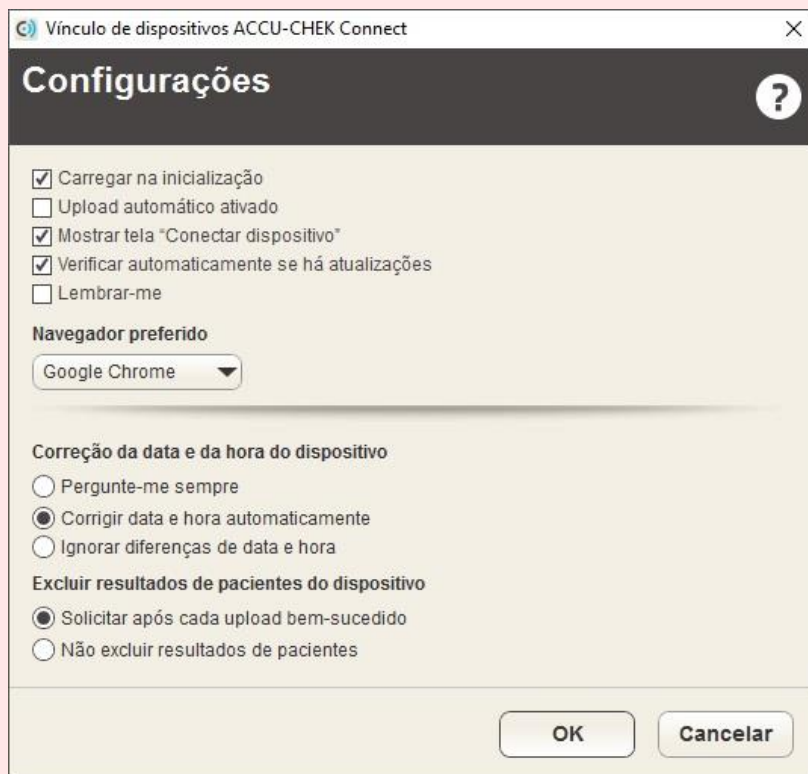 Vínculo de dispositivos ACCU-CHEK Connect
Configurações
?
Carregar na inicialização
Upload automático ativado
Mostrar tela “Conectar dispositivo”
Verificar automaticamente se há atualizações
Lembrar-me
Navegador preferido
Google Chrome
Correção da data e da hora do dispositivo
Pergunte-me sempre
Corrigir data e hora automaticamente
Ignorar diferenças de data e hora
Excluir resultados de pacientes do dispositivo
Solicitar após cada upload bem-sucedido
Não excluir resultados de pacientes
OK Cancelar